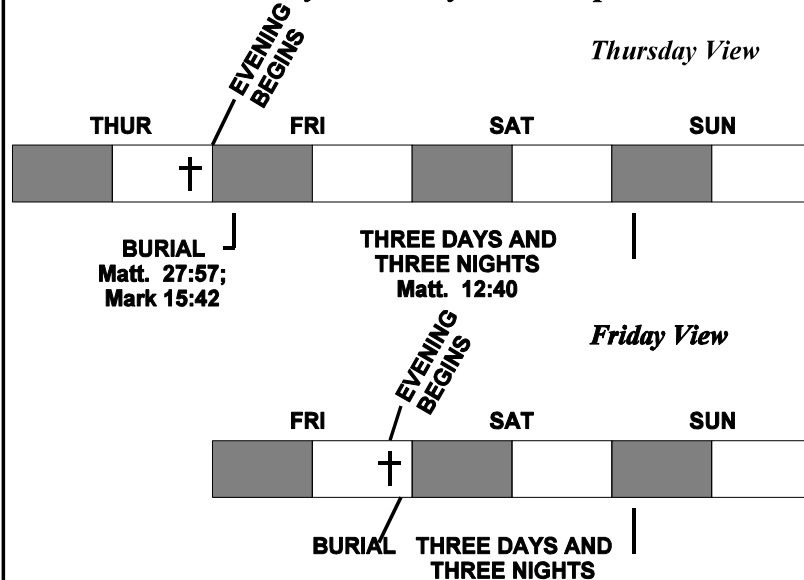 Thursday View
EVENING
BEGINS
THUR FRI SAT SUN
BURIAL
Matt. 27:57;
Mark 15:42
THREE DAYS AND
THREE NIGHTS
Matt. 12:40
Friday View
EVENING
BEGINS
FRI SAT SUN
BURIAL THREE DAYS AND
THREE NIGHTS